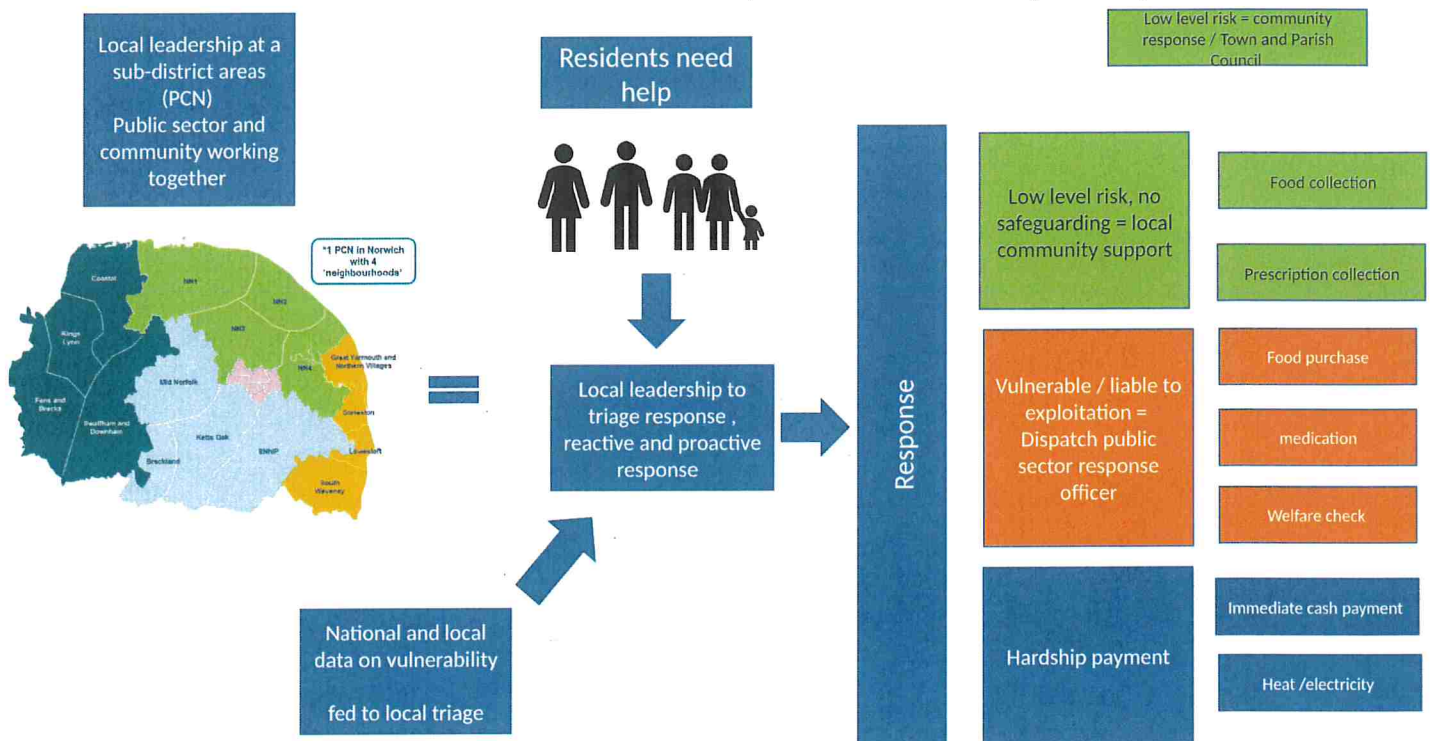 Local leadership at a
sub-district areas
(PCN)
Public sector and
community working
together
Residents need
help
Low level risk = community
response / Town and Parish
Council
*1 PCN in Norwich
with 4
'neighbourhoods'
Coastal
NN1
NN3
Kings
Lynn
NN2
Great Yarmouth and
Northern Villages
NN4
Mid Norfolk
Fens and
Brecks
Gorleston
Swaffham and
Downham
Ketts Oak
SNHIP
Lowestoft
Breckland
South
Waveney
Local leadership to
triage response ,
reactive and proactive
response
National and local
data on vulnerability
fed to local triage
Response
Low level risk, no
safeguarding = local
community support
Food collection
Prescription collection
Vulnerable / liable to
exploitation =
Dispatch public
sector response
officer
Food purchase
medication
Welfare check
Hardship payment
Immediate cash payment
Heat /electricity